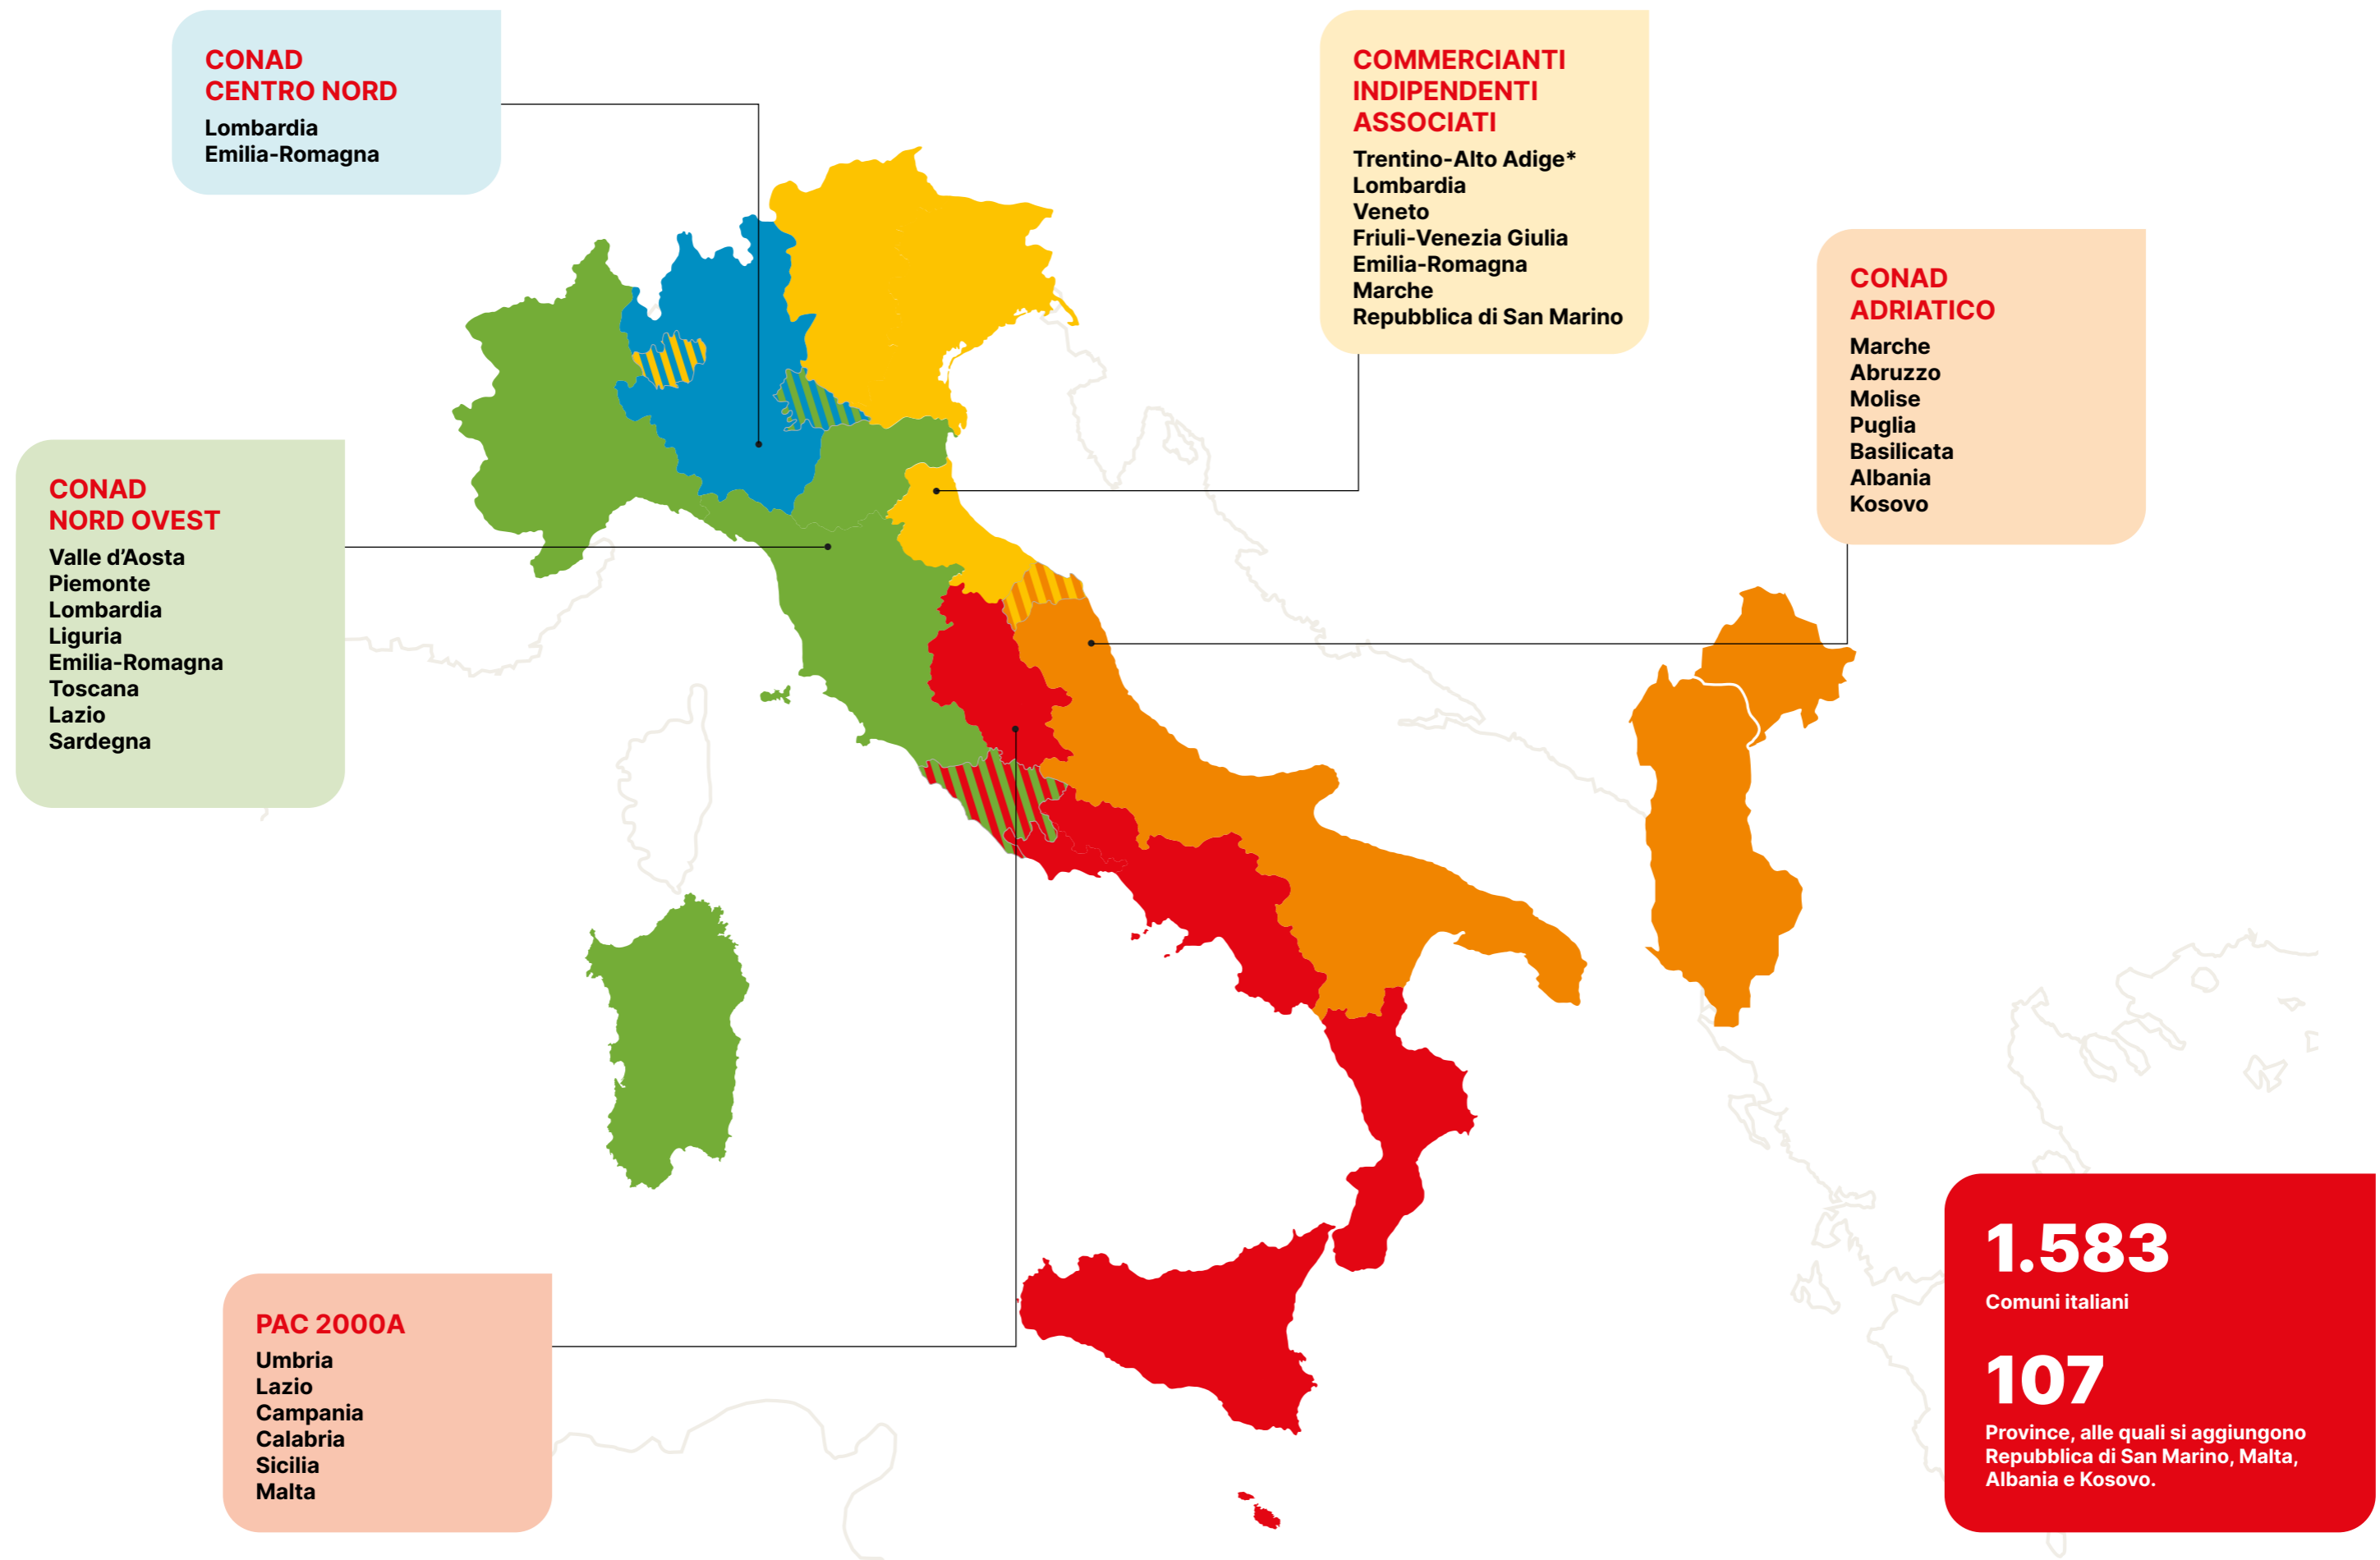 CONAD
CENTRO NORD
Lombardia
Emilia-Romagna
COMMERCIANTI
INDIPENDENTI
ASSOCIATI
Trentino-Alto Adige*
Lombardia
Veneto
Friuli-Venezia Giulia
Emilia-Romagna
Marche
Repubblica di San Marino
CONAD
ADRIATICO
Marche
Abruzzo
Molise
Puglia
Basilicata
Albania
Kosovo
CONAD
NORD OVEST
Valle d’Aosta
Piemonte
Lombardia
Liguria
Emilia-Romagna
Toscana
Lazio
Sardegna
PAC 2000A
Umbria
Lazio
Campania
Calabria
Sicilia
Malta
1.583
Comuni italiani
107
Province, alle quali si aggiungono
Repubblica di San Marino, Malta,
Albania e Kosovo.